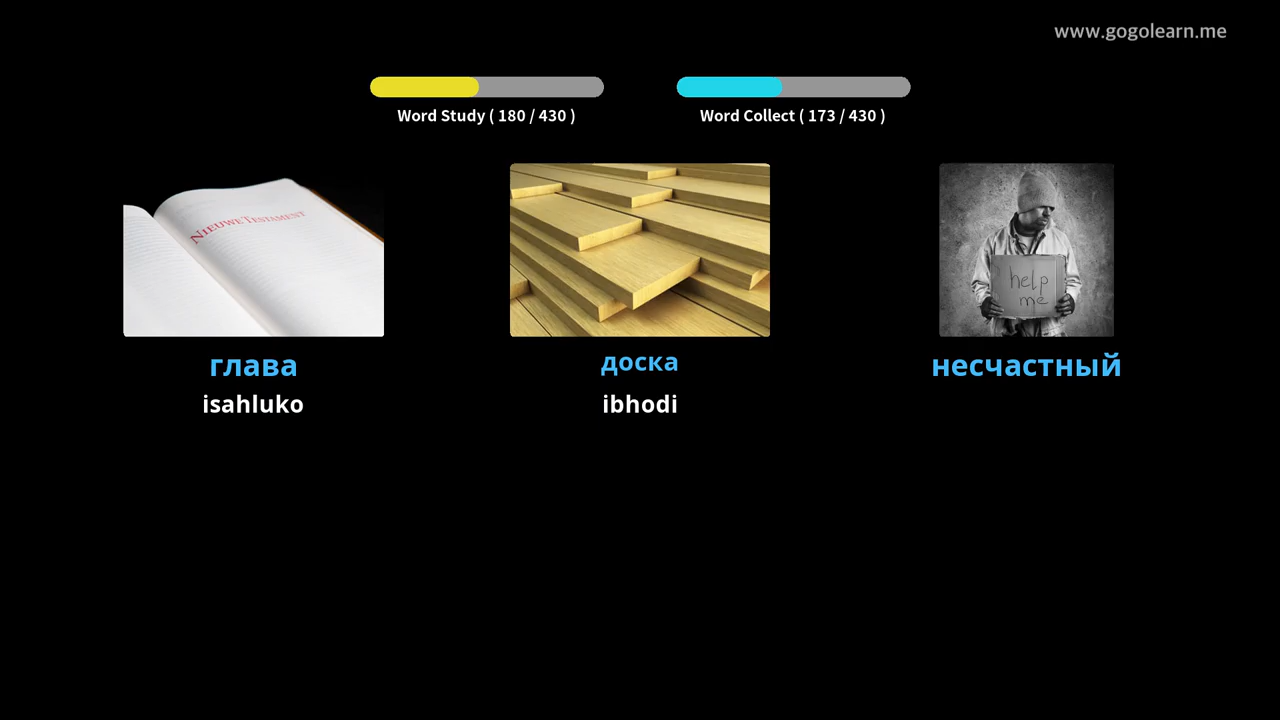 www.gogolearn.me
Word Study ( 180 / 430 )
Word Collect ( 173 / 430 )
NIEUWE TESTAMENT
help
me
глава
доска
несчастный
isahluko
ibhodi